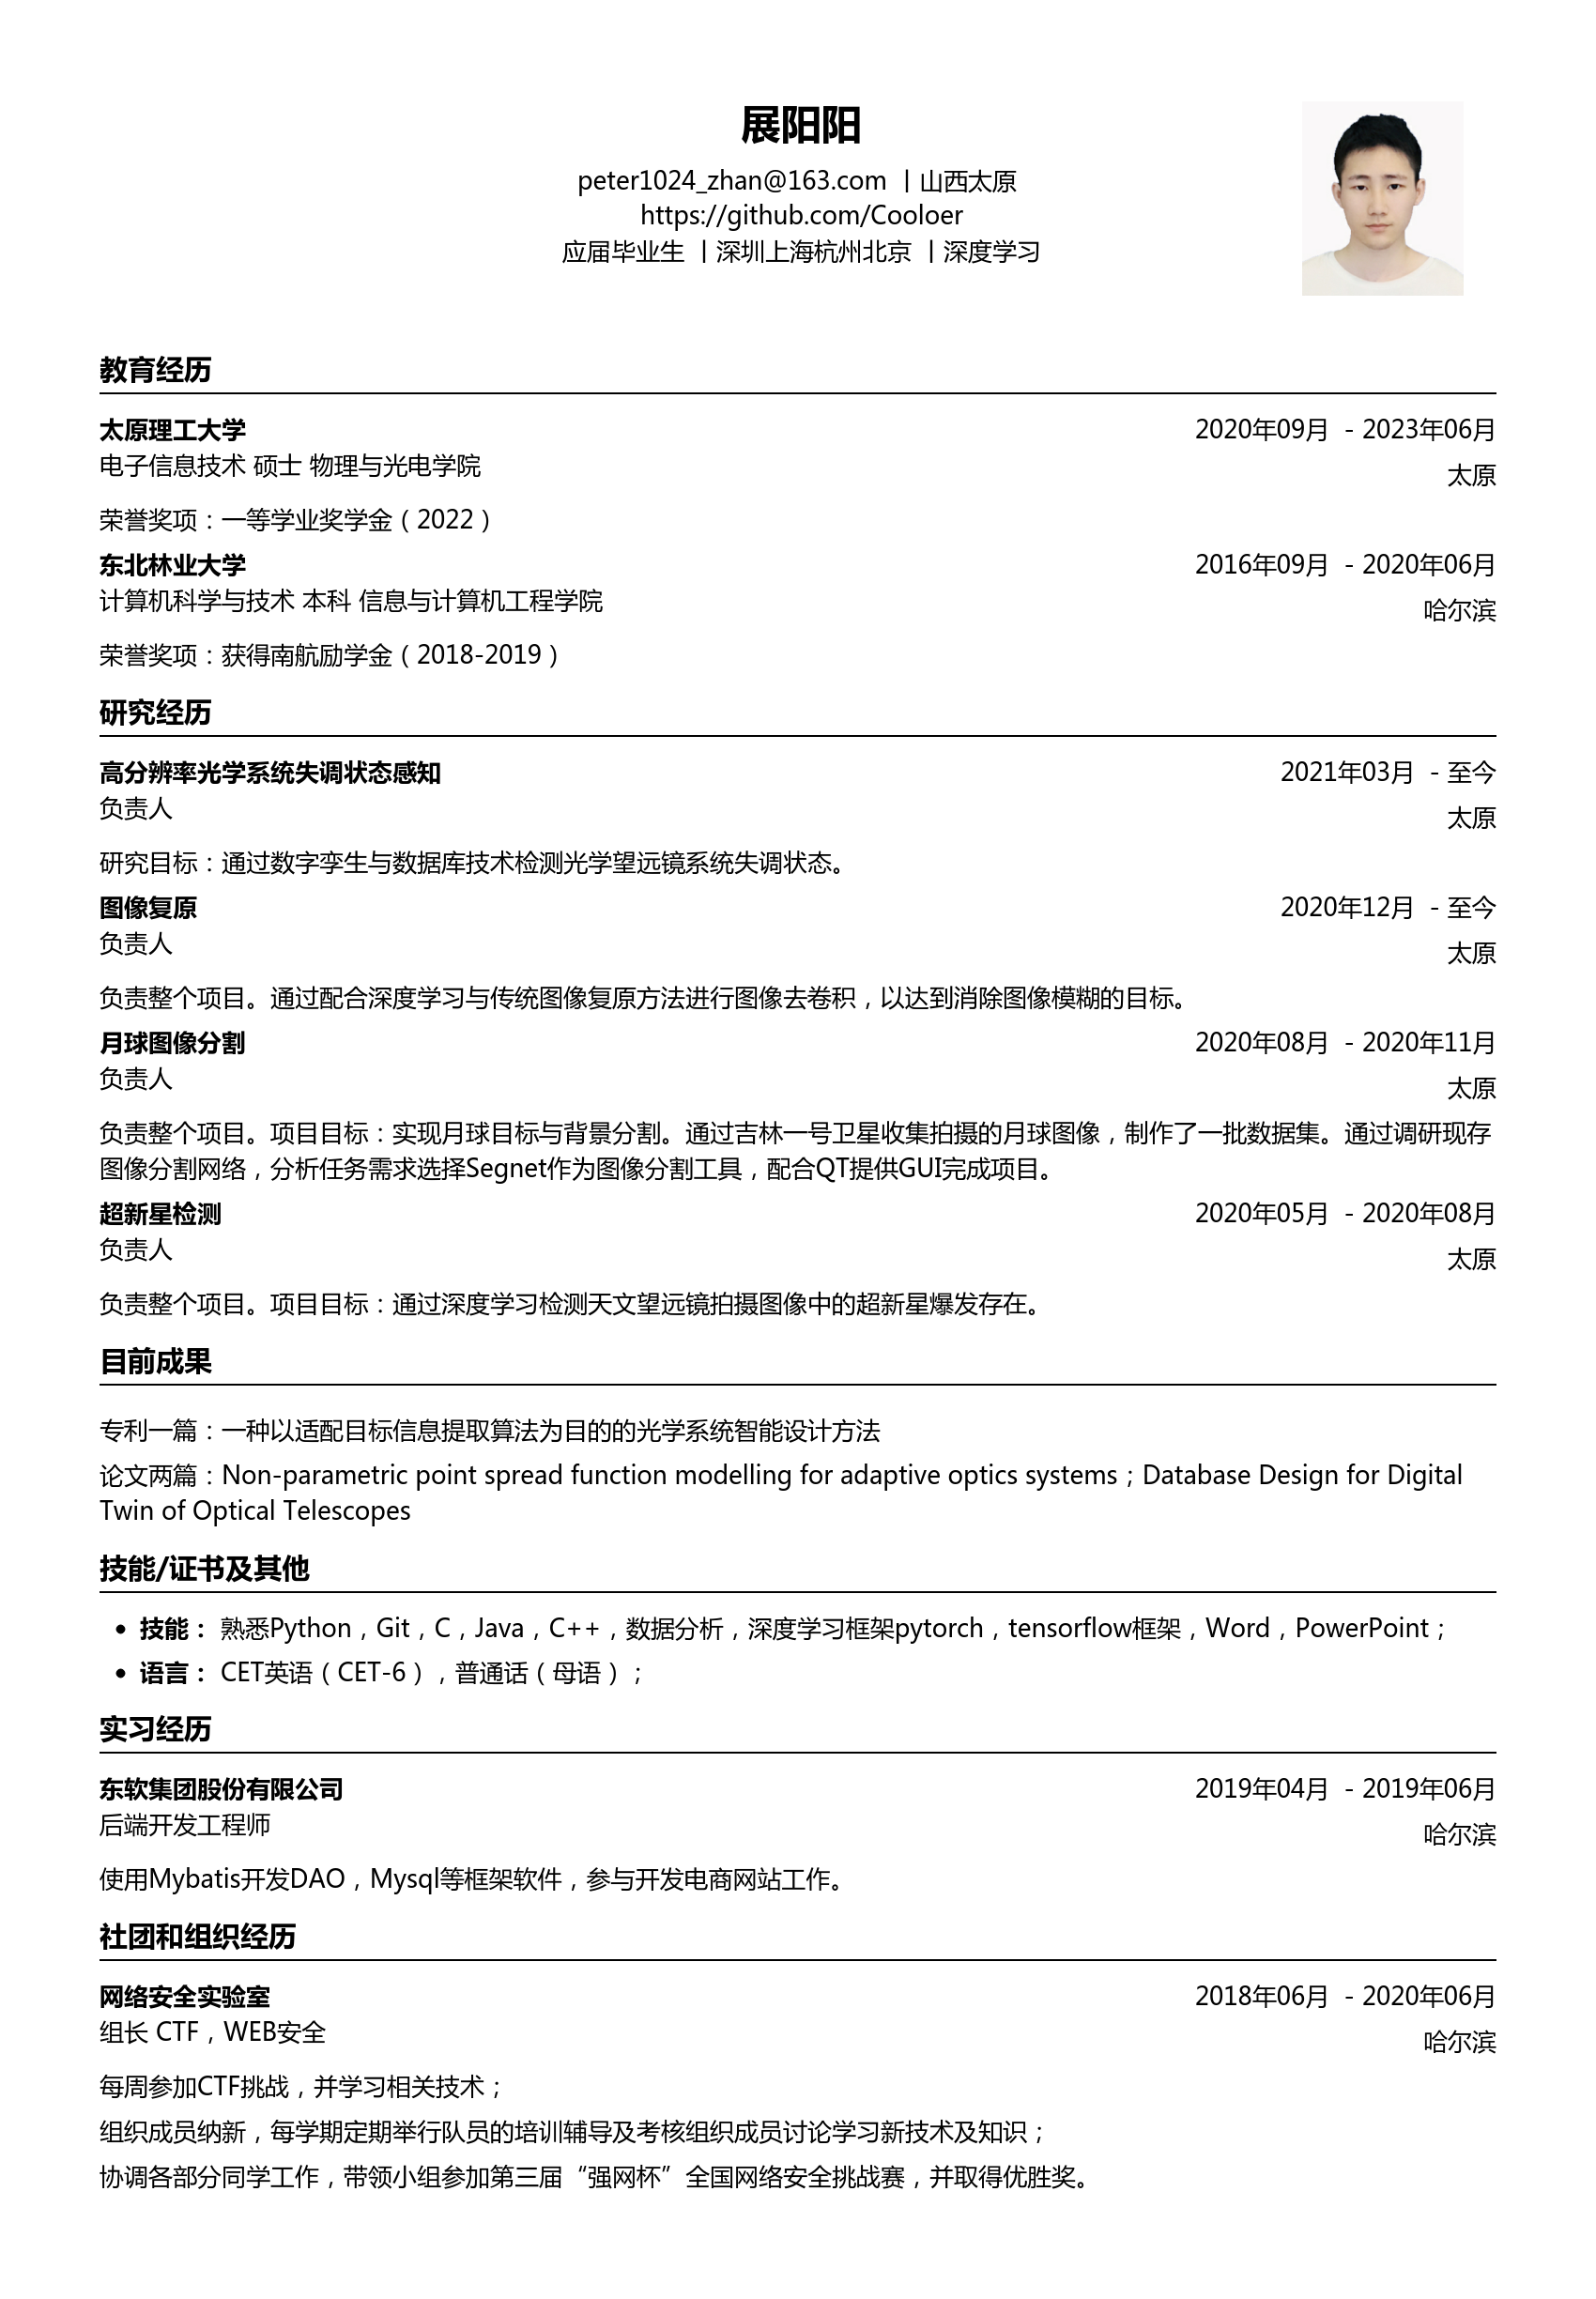 展阳阳
peter1024_zhan@163.com 丨山西太原
https://github.com/Cooloer
应届毕业生 丨深圳上海杭州北京 丨深度学习
教育经历
太原理工大学 2020年09月 - 2023年06月
电子信息技术 硕士 物理与光电学院
太原
荣誉奖项：一等学业奖学金（2022）
东北林业大学 2016年09月 - 2020年06月
计算机科学与技术 本科 信息与计算机工程学院
哈尔滨
荣誉奖项：获得南航励学金（2018-2019）
研究经历
高分辨率光学系统失调状态感知 2021年03月 - 至今
负责人
太原
研究目标：通过数字孪生与数据库技术检测光学望远镜系统失调状态。
图像复原 2020年12月 - 至今
负责人
太原
负责整个项目。通过配合深度学习与传统图像复原方法进行图像去卷积，以达到消除图像模糊的目标。
月球图像分割 2020年08月 - 2020年11月
负责人
太原
负责整个项目。项目目标：实现月球目标与背景分割。通过吉林一号卫星收集拍摄的月球图像，制作了一批数据集。通过调研现存
图像分割网络，分析任务需求选择Segnet作为图像分割工具，配合QT提供GUI完成项目。
超新星检测 2020年05月 - 2020年08月
负责人
太原
负责整个项目。项目目标：通过深度学习检测天文望远镜拍摄图像中的超新星爆发存在。
目前成果
专利一篇：一种以适配目标信息提取算法为目的的光学系统智能设计方法
论文两篇：Non-parametric point spread function modelling for adaptive optics systems；Database Design for Digital
Twin of Optical Telescopes
技能/证书及其他
• 技能： 熟悉Python，Git，C，Java，C++，数据分析，深度学习框架pytorch，tensorflow框架，Word，PowerPoint；
• 语言： CET英语（CET-6），普通话（母语）；
实习经历
东软集团股份有限公司 2019年04月 - 2019年06月
后端开发工程师
哈尔滨
使用Mybatis开发DAO，Mysql等框架软件，参与开发电商网站工作。
社团和组织经历
网络安全实验室 2018年06月 - 2020年06月
组长 CTF，WEB安全
哈尔滨
每周参加CTF挑战，并学习相关技术；
组织成员纳新，每学期定期举行队员的培训辅导及考核组织成员讨论学习新技术及知识；
协调各部分同学工作，带领小组参加第三届“强网杯”全国网络安全挑战赛，并取得优胜奖。